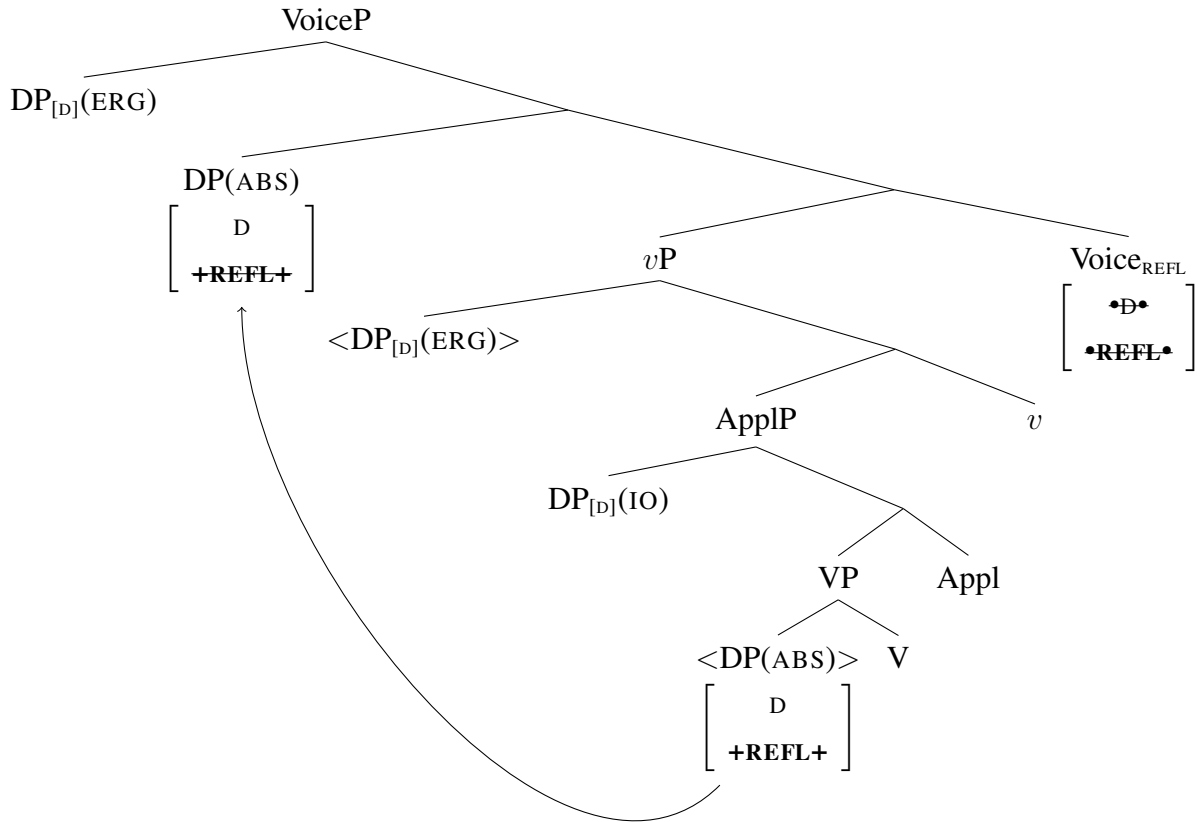 VoiceP
DP[D](ERG)
DP(ABS)
D
+REFL+
vP
VoiceREFL
•D•
•REFL•
<DP[D](ERG)>
ApplP
v
DP[D](IO)
VP
Appl
<DP(ABS)>
V
D
+REFL+